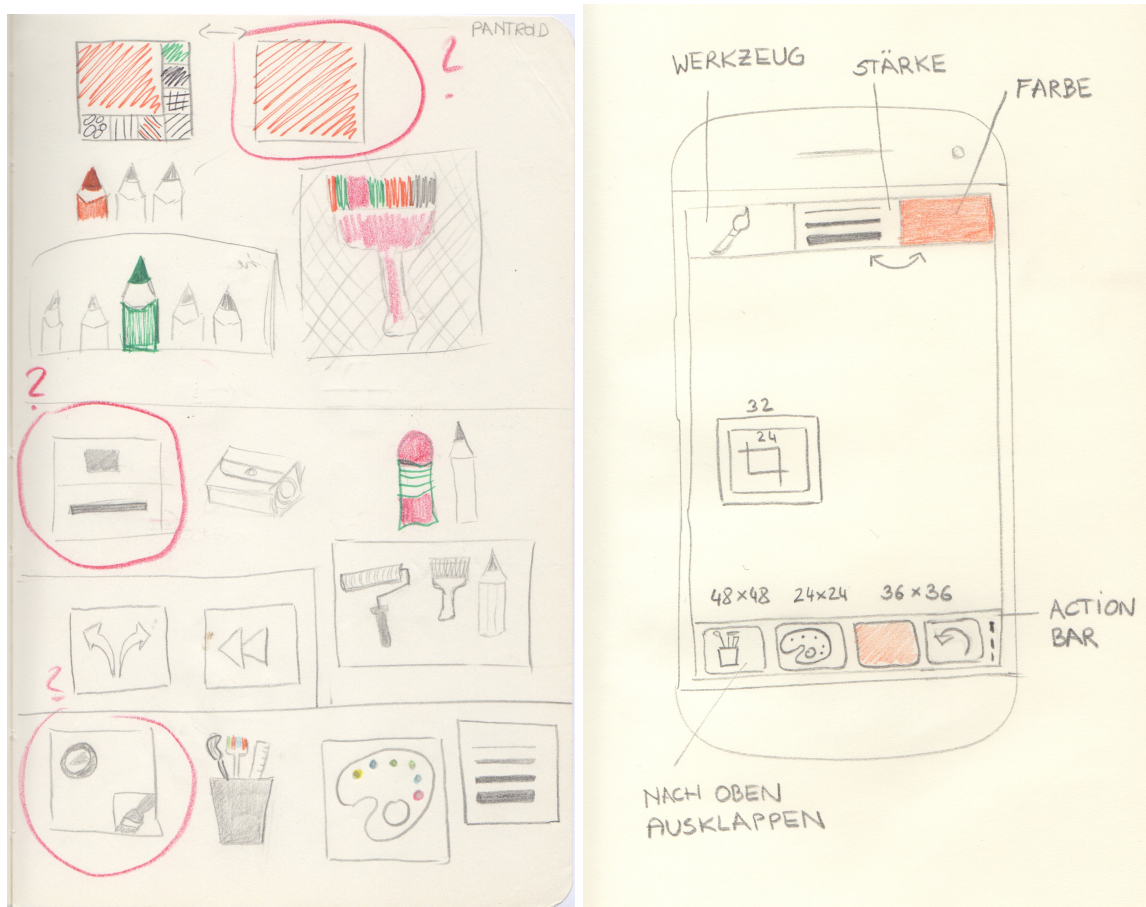 PANTROID
?
?
?
WERKZEUG
STÄRKE
FARBE
32
24
48×48 24×24 36×36
ACTION
BAR
NACH OBEN
AUSKLAPPEN